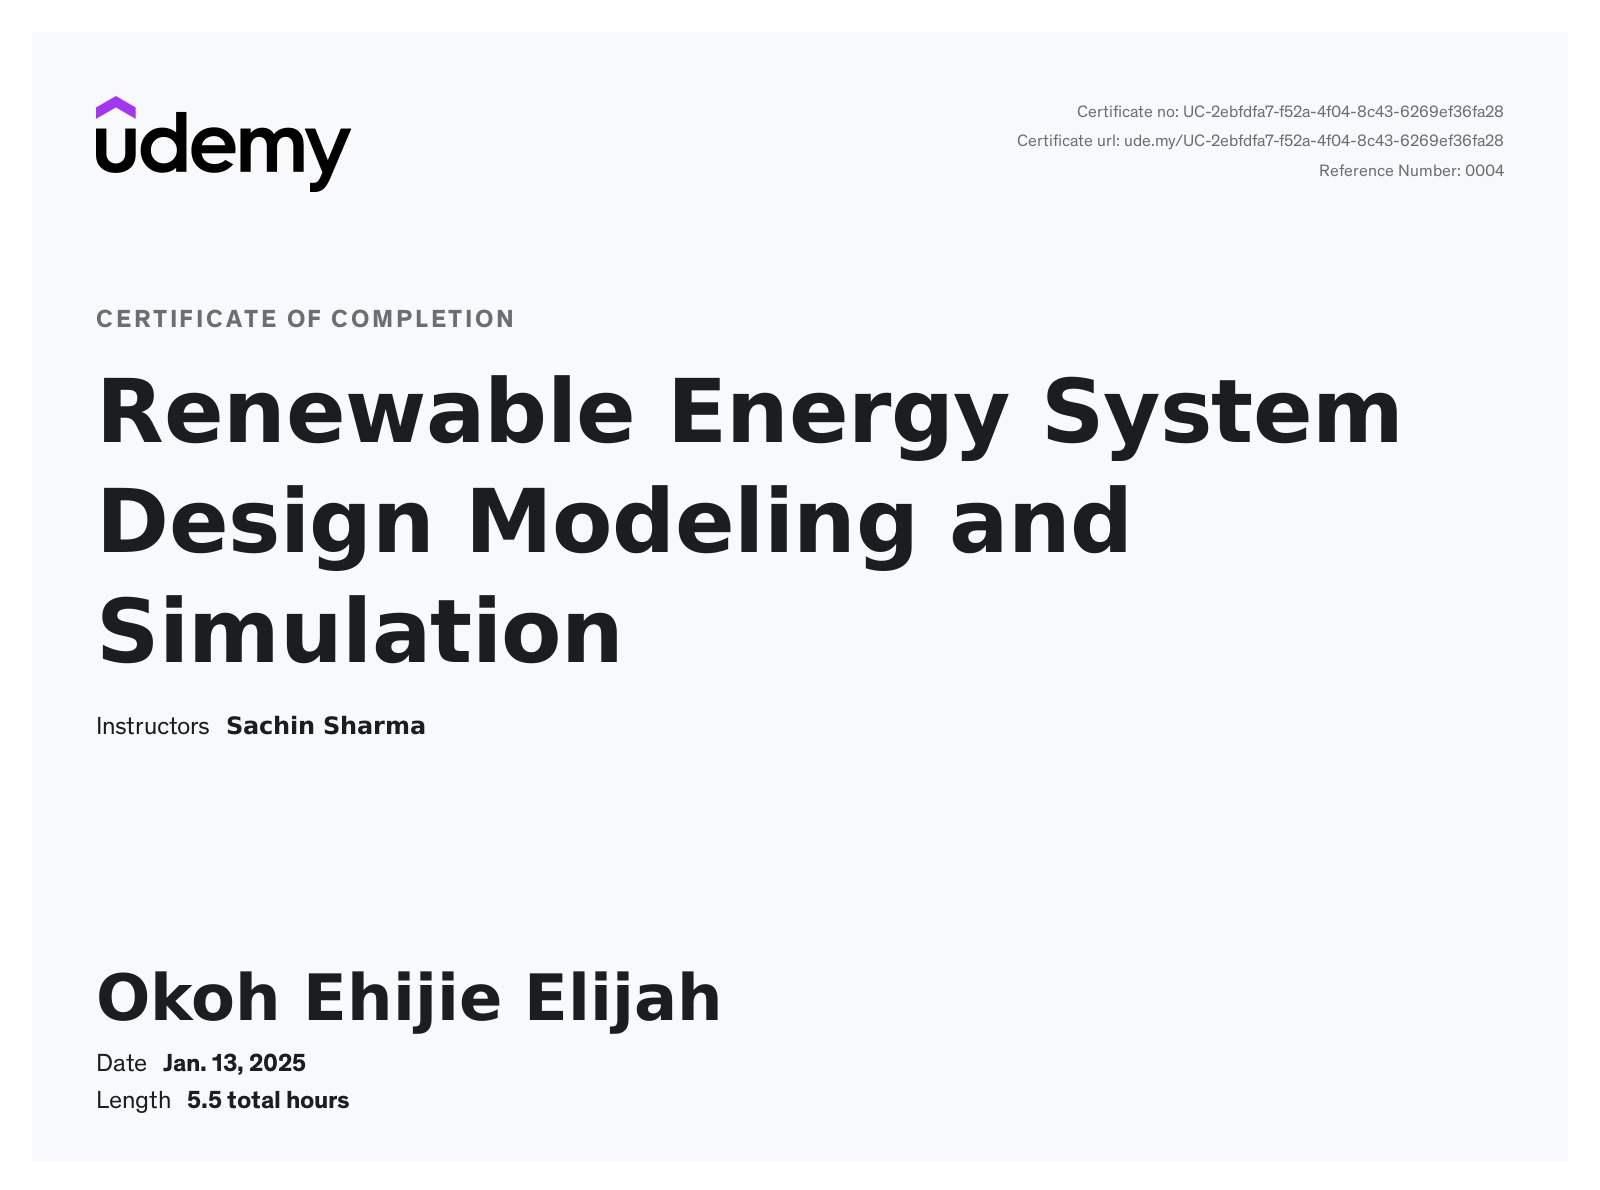 udemy
Certificate no: UC-2ebfdfa7-f52a-4f04-8c43-6269ef36fa28
Certificate url: ude.my/UC-2ebfdfa7-f52a-4f04-8c43-6269ef36fa28
Reference Number: 0004
CERTIFICATE OF COMPLETION
Renewable Energy System
Design Modeling and
Simulation
Instructors Sachin Sharma
Okoh Ehijie Elijah
Date Jan. 13, 2025
Length 5.5 total hours